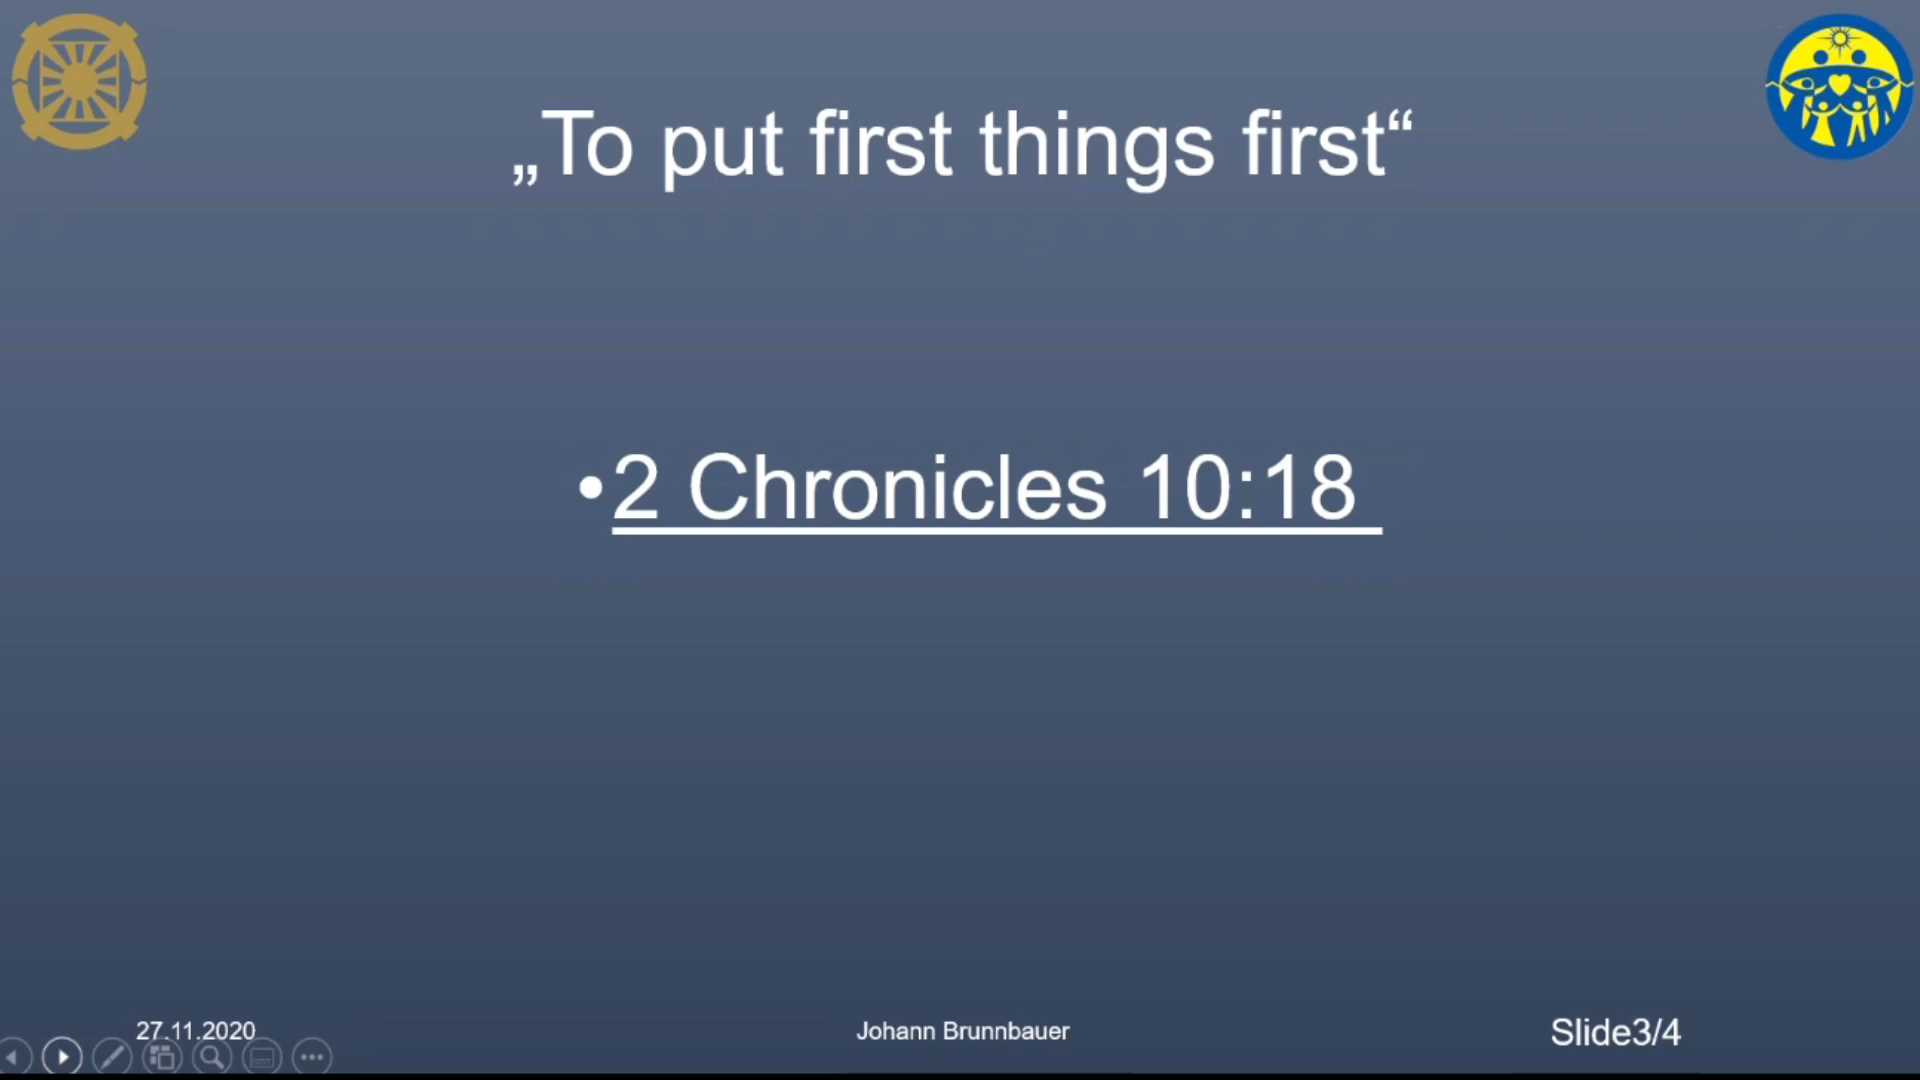 „To put first things first“
•2 Chronicles 10:18
27.11.2020
Johann Brunnbauer
Slide3/4